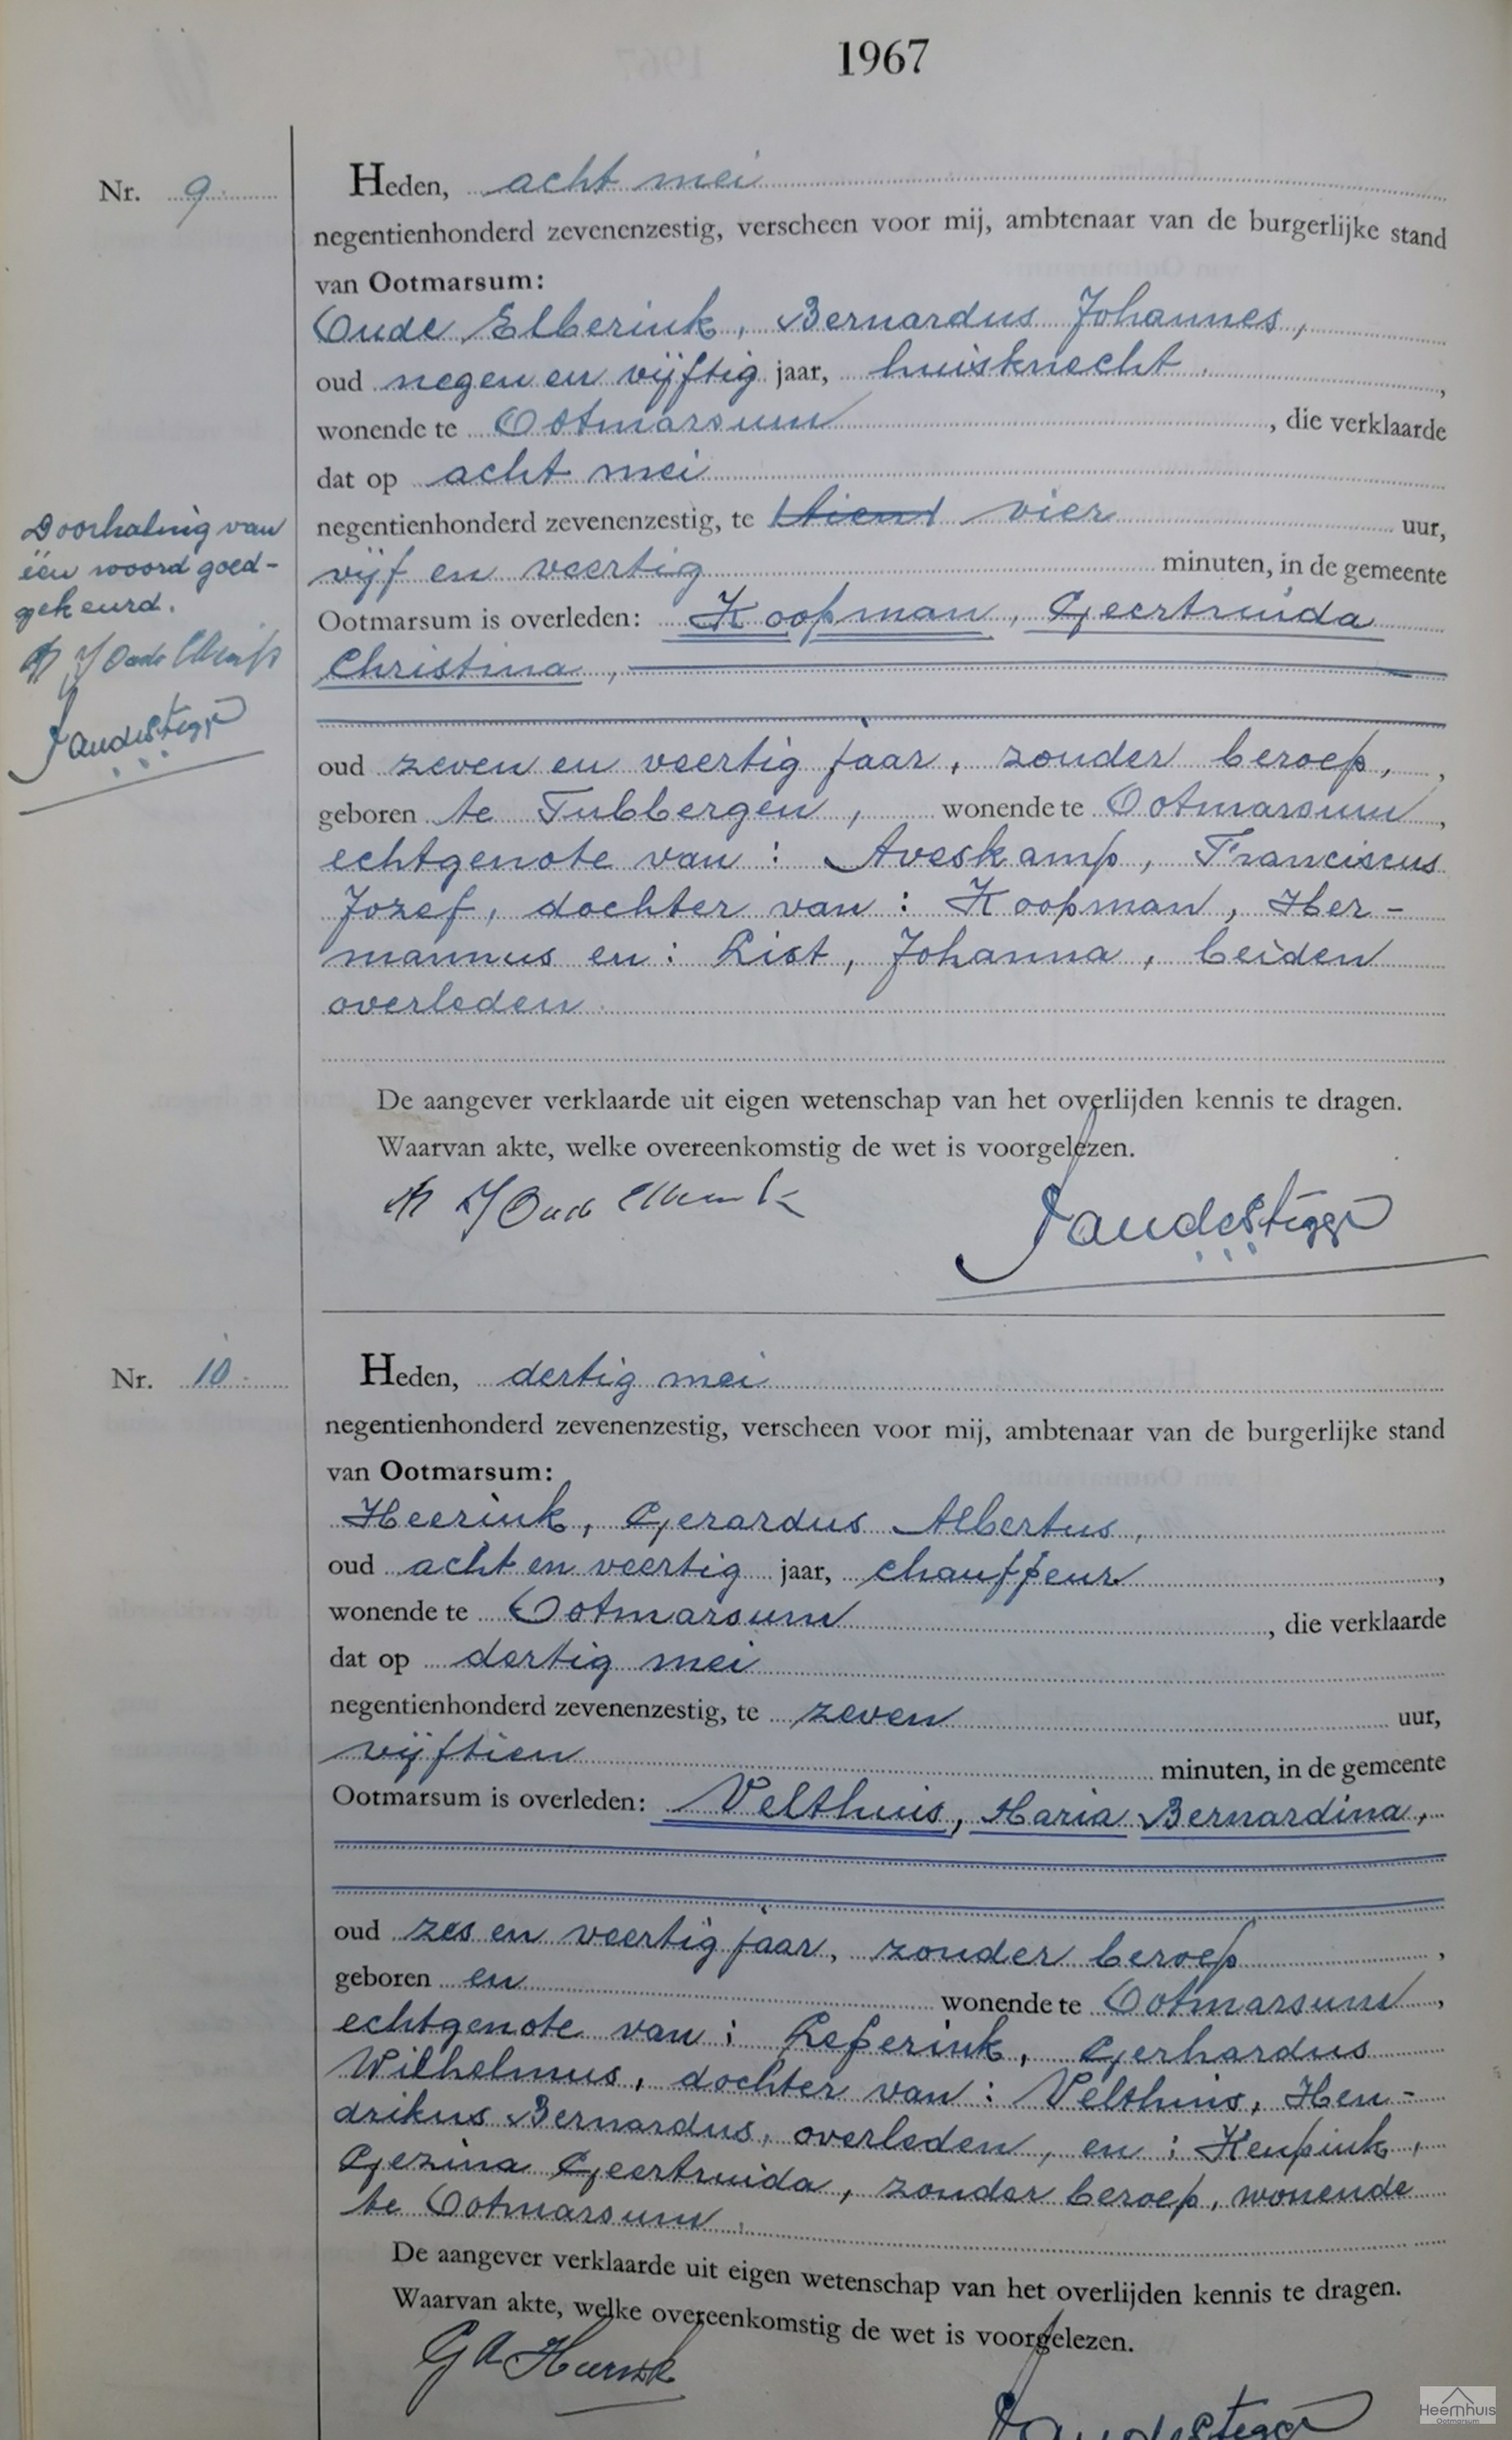 1967
Nr. 9
Heden, acht mei
negentienhonderd zevenenzestig, verscheen voor mij, ambtenaar van de burgerlijke stand
van Ootmarsum:
Oude Elberink, Bernardus Johannes,
oud negen en vijftig jaar, huisknecht,
wonende te Ootmarsum, die verklaarde
dat op acht mei
negentienhonderd zevenenzestig, te vier uur,
vijf en veertig minuten, in de gemeente
Ootmarsum is overleden: Koopman, Geertruida
Christina,
Doorhaling van
één woord goed-
gekeurd.
oud zeven en veertig jaar, zonder beroep,,
geboren te Tubbergen, wonende te Ootmarsum,
echtgenote van: Aveskamp, Franciscus
Jozef, dochter van: Koopman, Her-
mannus en: List, Johanna, beiden
overleden.
De aangever verklaarde uit eigen wetenschap van het overlijden kennis te dragen.
Waarvan akte, welke overeenkomstig de wet is voorgelezen.
Nr. 10
Heden, dertig mei
negentienhonderd zevenenzestig, verscheen voor mij, ambtenaar van de burgerlijke stand
van Ootmarsum:
Heerink, Gerardus Albertus,
oud acht en veertig jaar, chauffeur,
wonende te Ootmarsum, die verklaarde
dat op dertig mei
negentienhonderd zevenenzestig, te zeven uur,
vijftien minuten, in de gemeente
Ootmarsum is overleden: Velthuis, Maria Bernardina,
oud zes en veertig jaar, zonder beroep,
geboren en wonende te Ootmarsum,
echtgenote van: Leferink, Gerhardus
Wilhelmus, dochter van: Velthuis, Hen-
drikus Bernardus, overleden, en: Hempink,
Gezina Geertruida, zonder beroep, wonende
te Ootmarsum.
De aangever verklaarde uit eigen wetenschap van het overlijden kennis te dragen.
Waarvan akte, welke overeenkomstig de wet is voorgelezen.
G A Heerink
Heemhuis
Ootmarsum